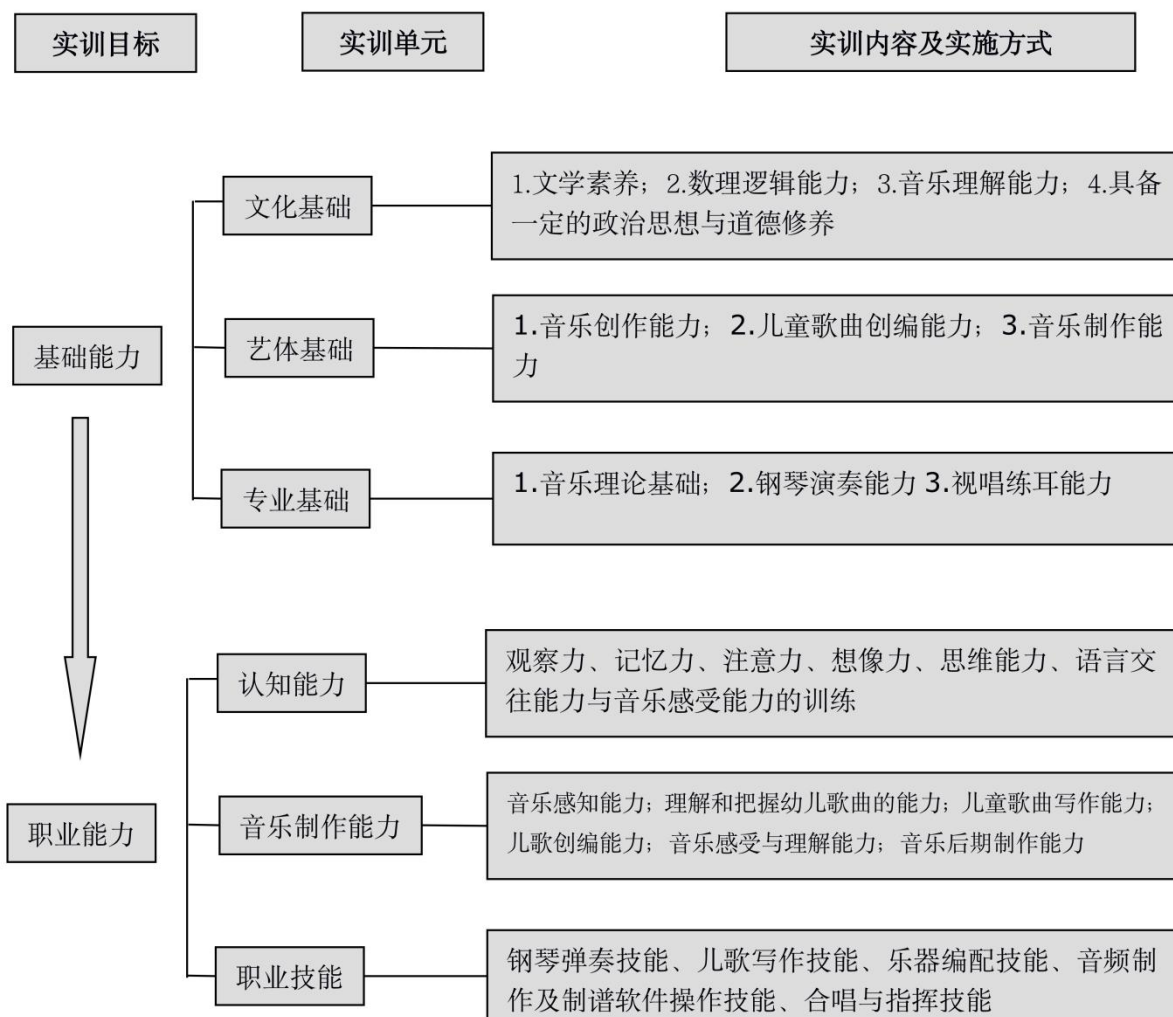 实训目标
实训单元
实训内容及实施方式
文化基础
1.文学素养；2.数理逻辑能力；3.音乐理解能力；4.具备
一定的政治思想与道德修养
基础能力
艺体基础
1.音乐创作能力；2.儿童歌曲创编能力；3.音乐制作能
力
专业基础
1.音乐理论基础；2.钢琴演奏能力 3.视唱练耳能力
认知能力
观察力、记忆力、注意力、想像力、思维能力、语言交
往能力与音乐感受能力的训练
职业能力
音乐制作能力
音乐感知能力；理解和把握幼儿歌曲的能力；儿童歌曲写作能力；
儿歌创编能力；音乐感受与理解能力；音乐后期制作能力
职业技能
钢琴弹奏技能、儿歌写作技能、乐器编配技能、音频制
作及制谱软件操作技能、合唱与指挥技能